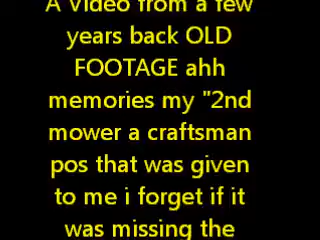 A Video from a few
years back OLD
FOOTAGE ahh
memories my "2nd
mower a craftsman
pos that was given
to me i forget if it
was missing the